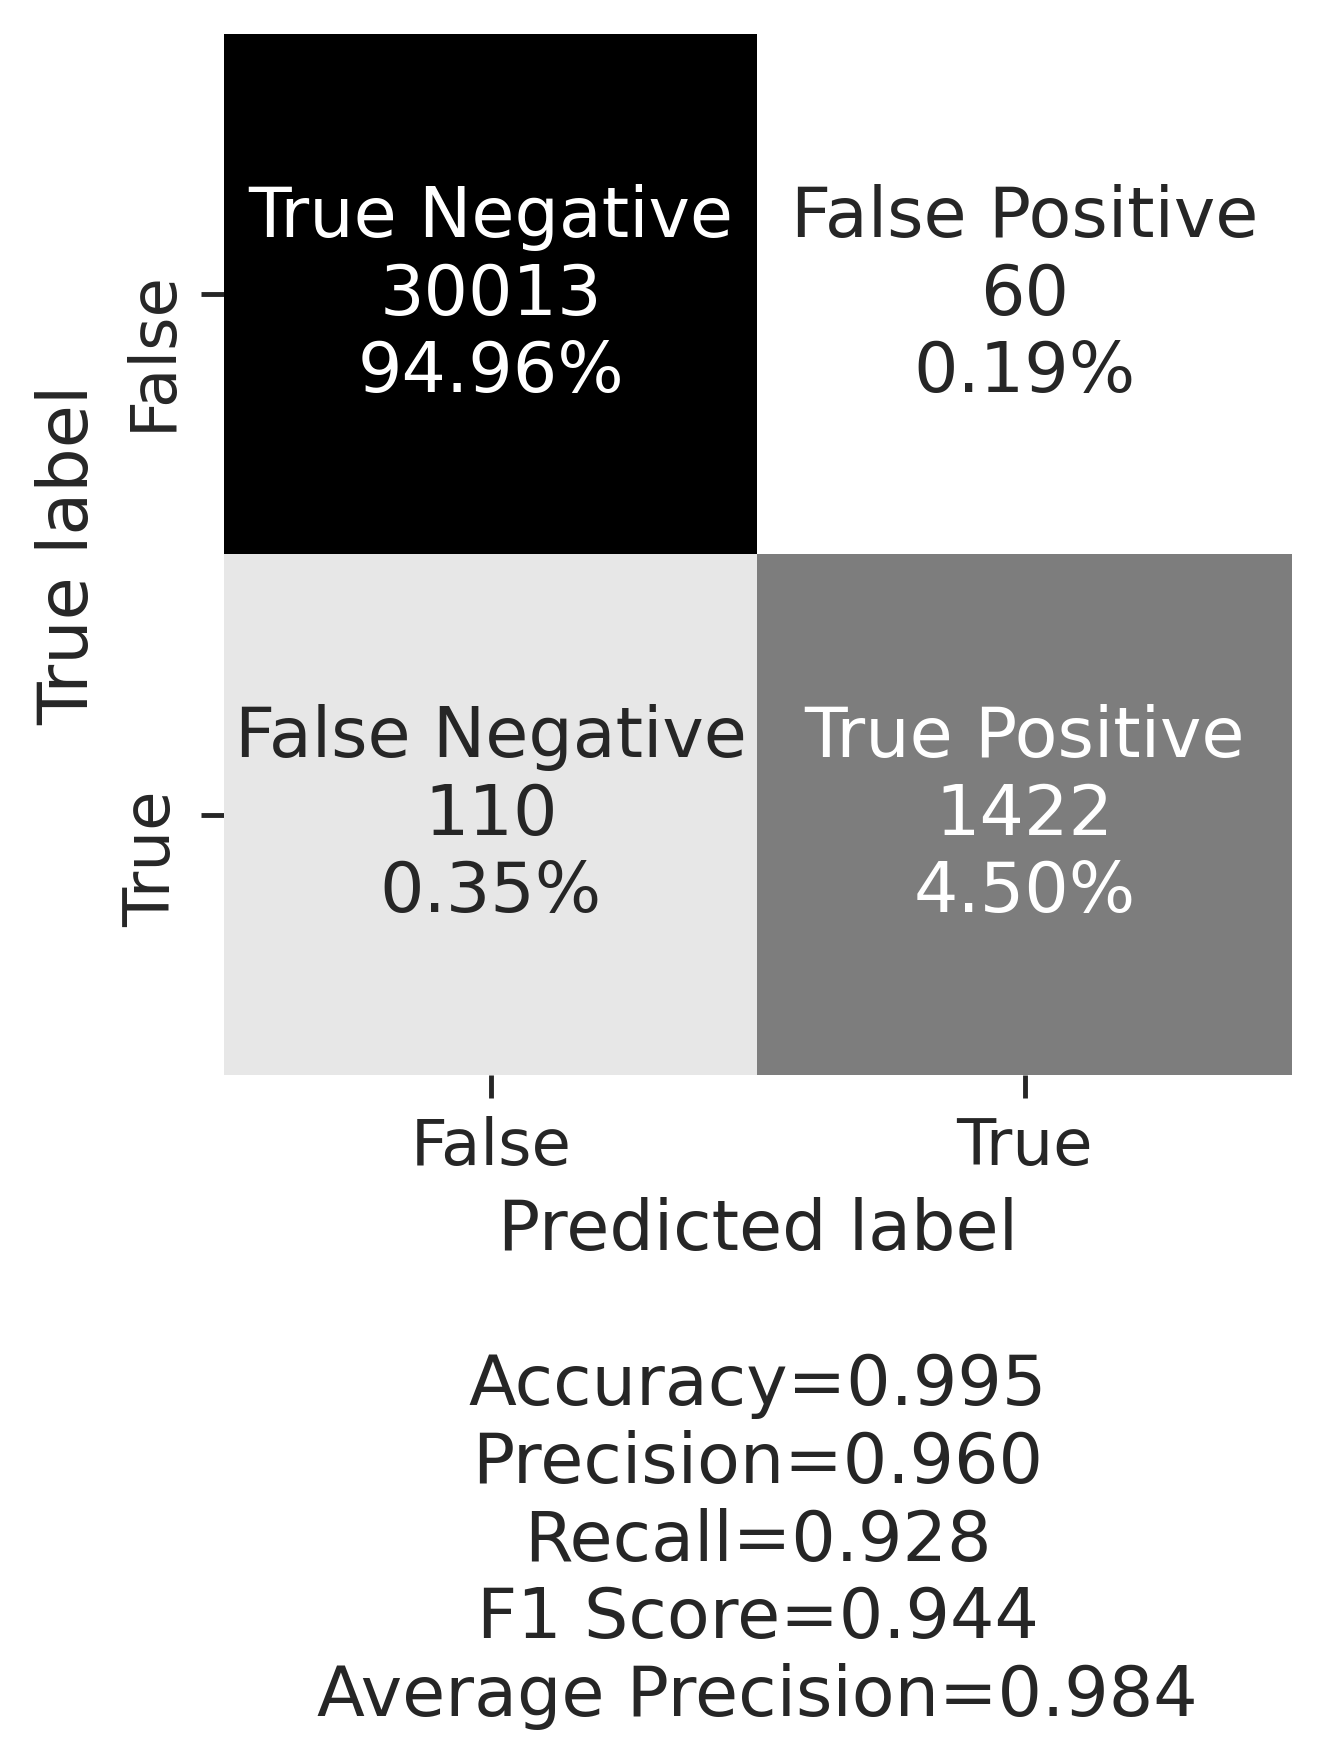 True label
False
True
True Negative
30013
94.96%
False Positive
60
0.19%
False Negative
110
0.35%
True Positive
1422
4.50%
False
True
Predicted label
Accuracy=0.995
Precision=0.960
Recall=0.928
F1 Score=0.944
Average Precision=0.984